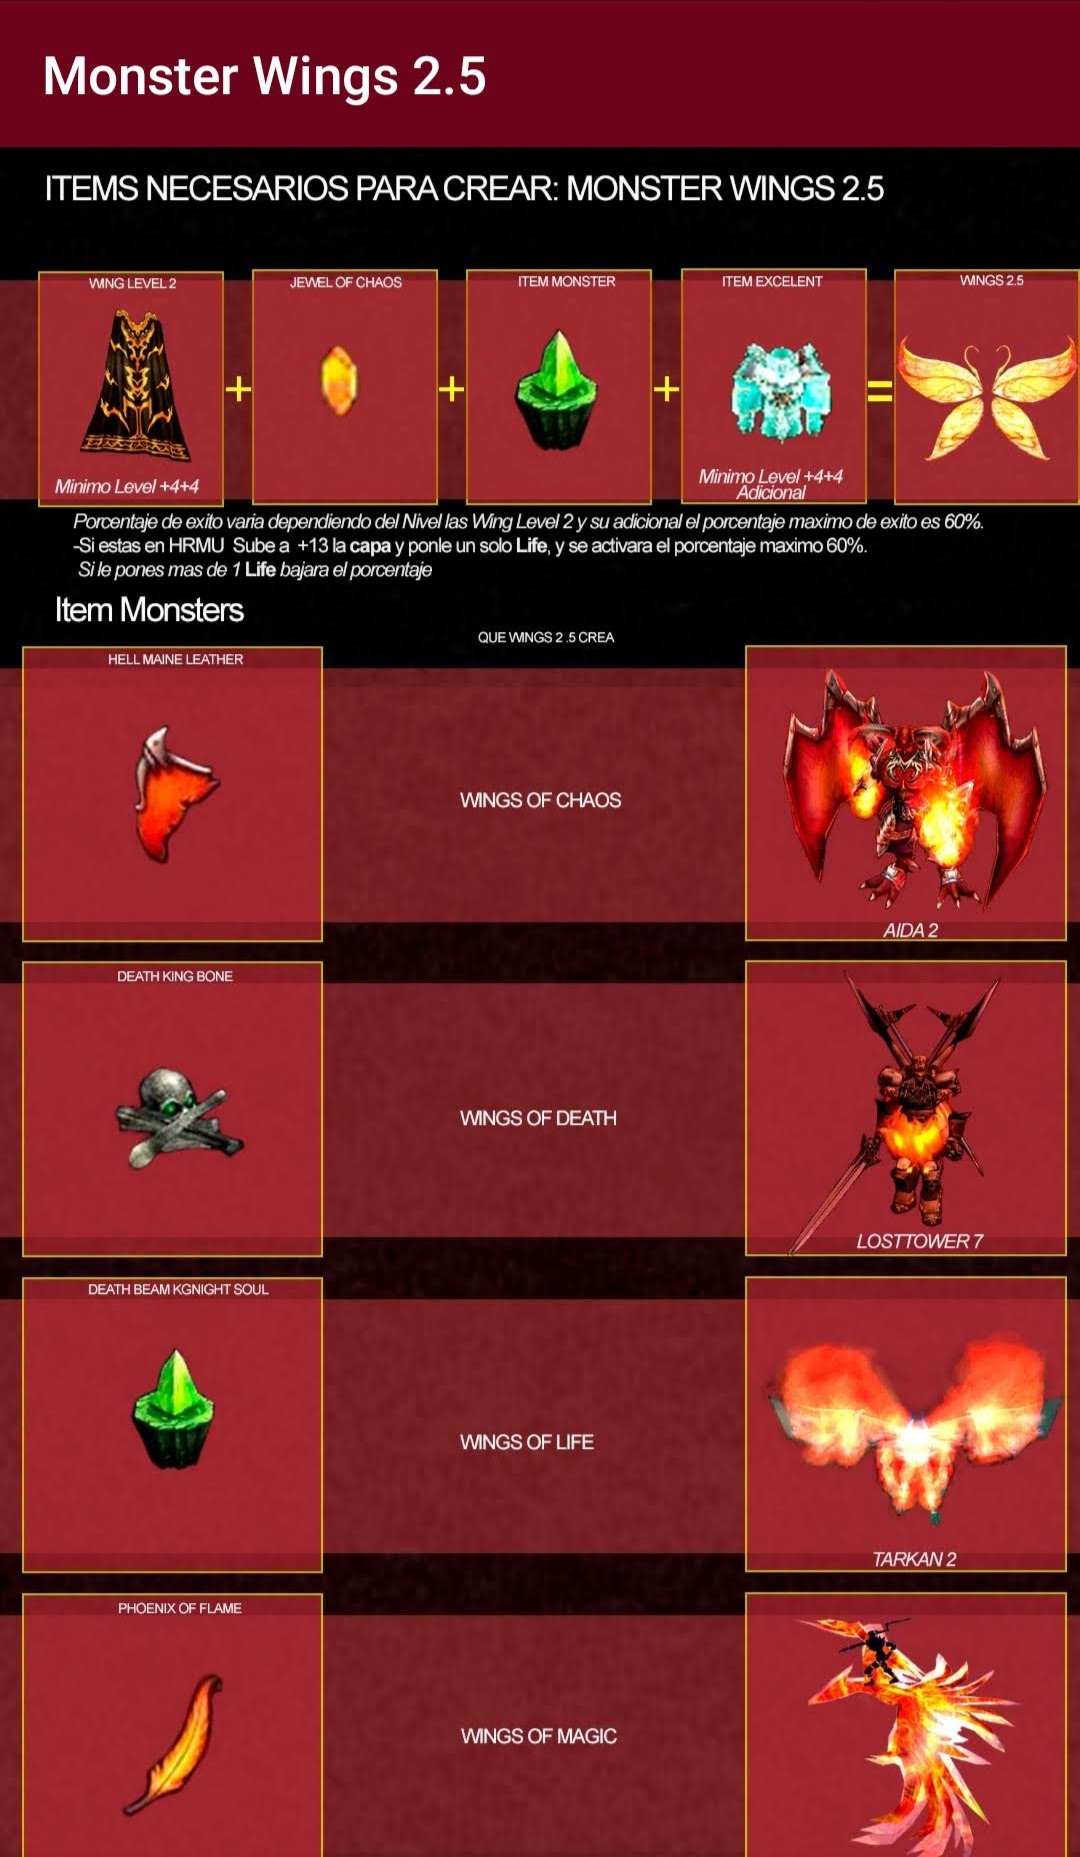 Monster Wings 2.5
ITEMS NECESARIOS PARA CREAR: MONSTER WINGS 2.5
WING LEVEL 2
JEWEL OF CHAOS
ITEM MONSTER
ITEM EXCELENT
WINGS 2.5
+ + + =
Minimo Level +4+4
Minimo Level +4+4
Adicional
Porcentaje de exito varia dependiendo del Nivel las Wing Level 2 y su adicional el porcentaje maximo de exito es 60%.
-Si estas en HRMU Sube a +13 la capa y ponle un solo Life, y se activara el porcentaje maximo 60%.
Si le pones mas de 1 Life bajara el porcentaje
Item Monsters
QUE WINGS 2 .5 CREA
HELL MAINE LEATHER
WINGS OF CHAOS
AIDA 2
DEATH KING BONE
WINGS OF DEATH
LOSTTOWER 7
DEATH BEAM KGNIGHT SOUL
WINGS OF LIFE
TARKAN 2
PHOENIX OF FLAME
WINGS OF MAGIC